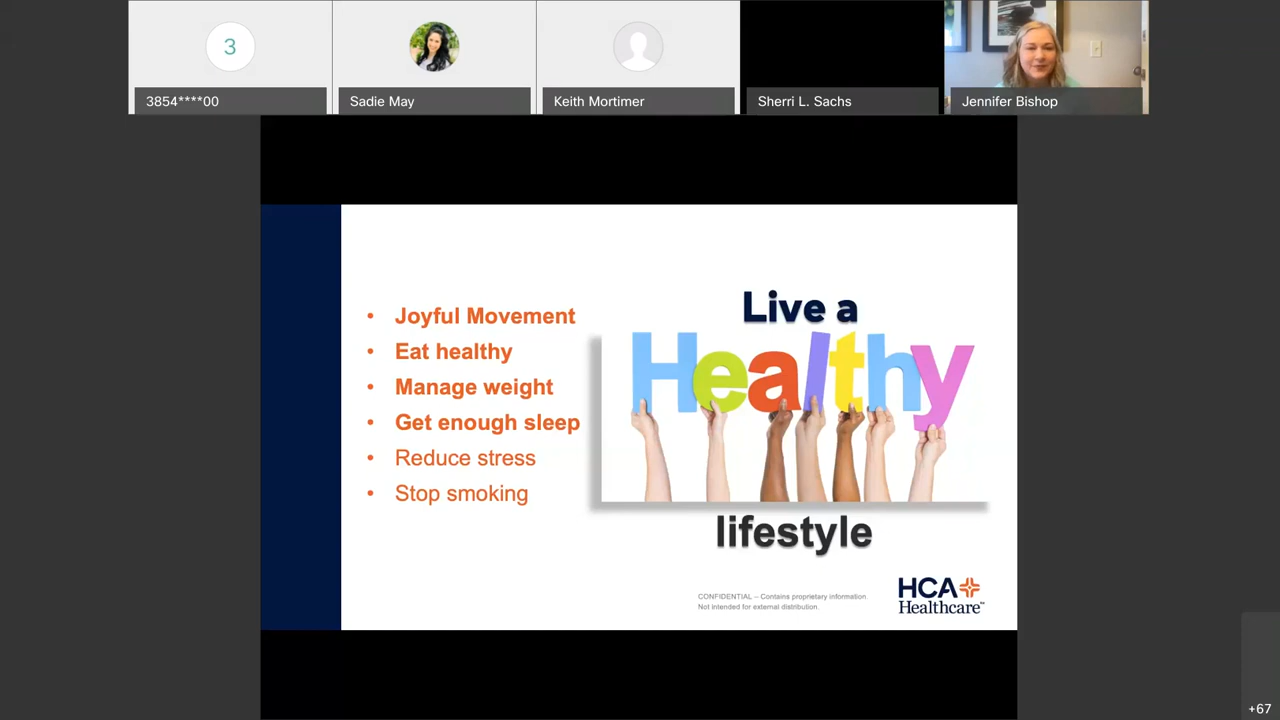 3
3854****00
Sadie May
Keith Mortimer
Sherri L. Sachs
Jennifer Bishop
• Joyful Movement
• Eat healthy
• Manage weight
• Get enough sleep
• Reduce stress
• Stop smoking
Live a
Healthy
lifestyle
CONFIDENTIAL – Contains proprietary information.
Not intended for external distribution.
HCA
Healthcare™
+67